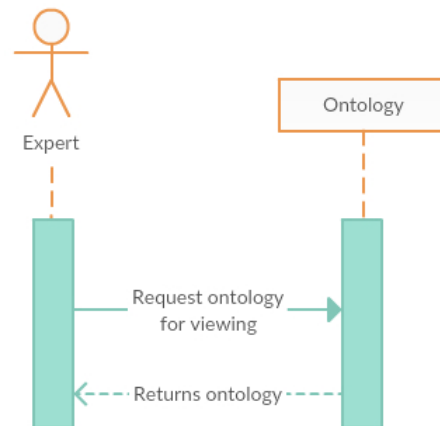 Ontology
Expert
Request ontology
for viewing
Returns ontology